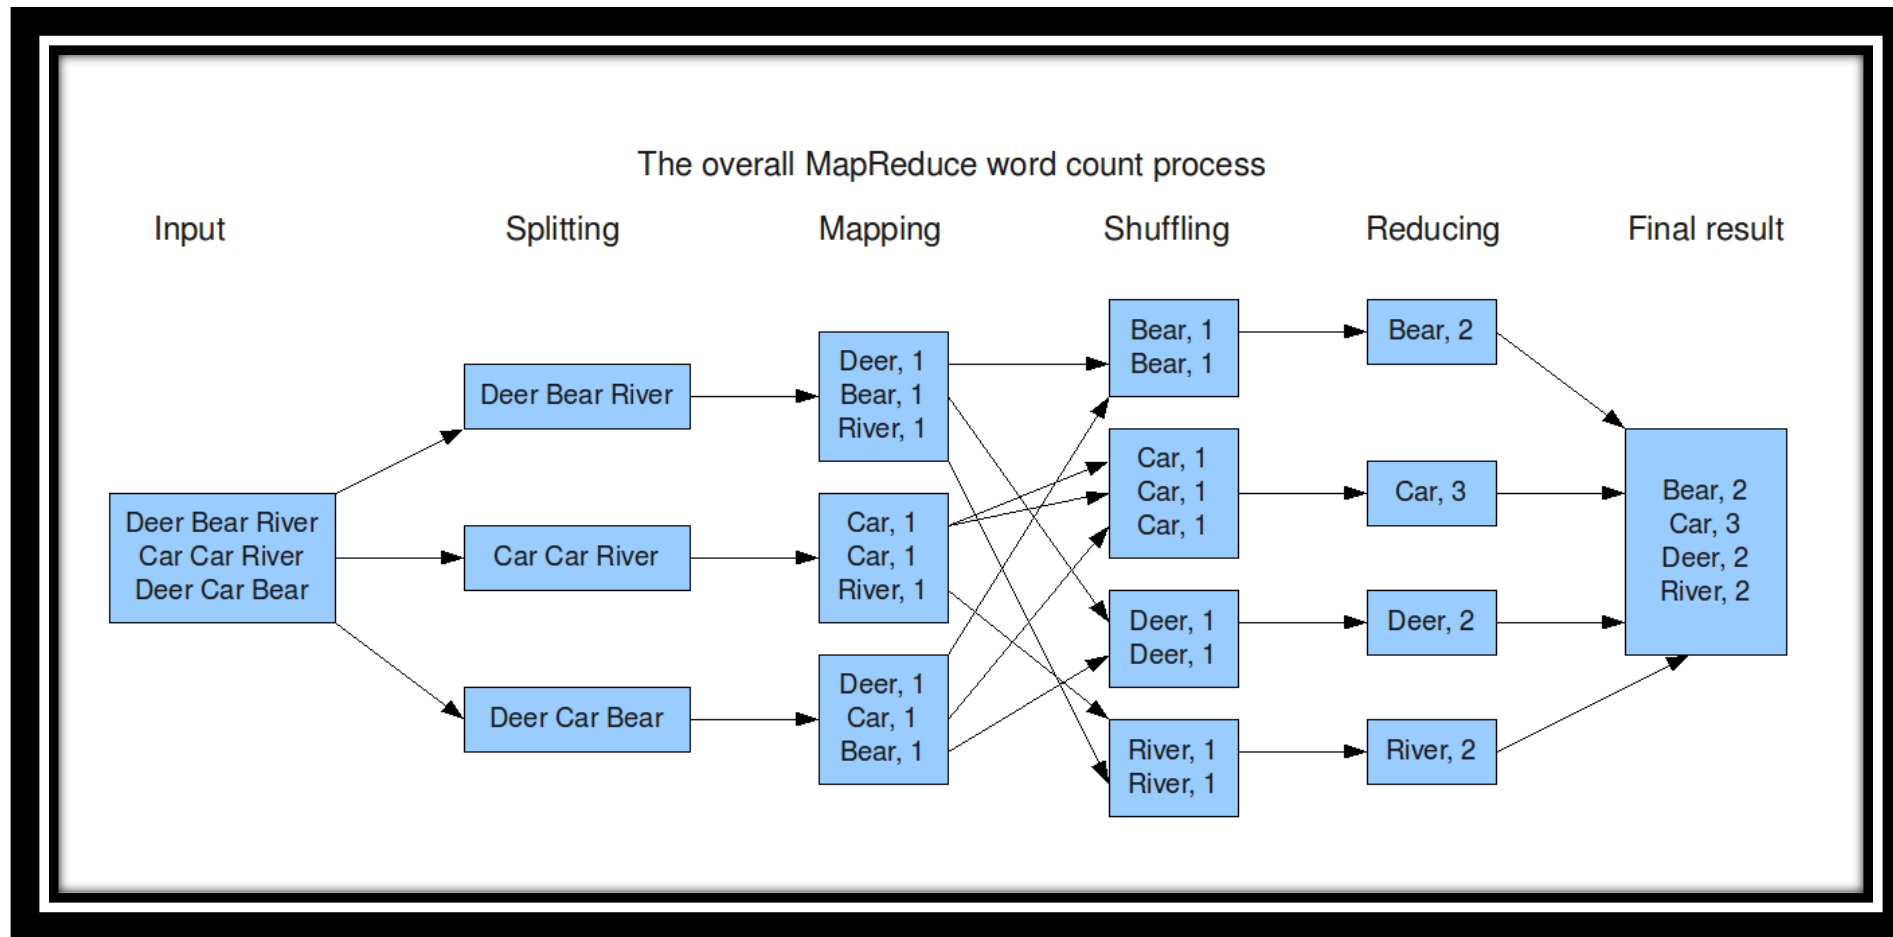 The overall MapReduce word count process
Input
Splitting
Mapping
Shuffling
Reducing
Final result
Deer Bear River
Car Car River
Deer Car Bear
Deer Bear River
Car Car River
Deer Car Bear
Deer, 1
Bear, 1
River, 1
Car, 1
Car, 1
River, 1
Deer, 1
Car, 1
Bear, 1
Bear, 1
Bear, 1
Car, 1
Car, 1
Car, 1
Deer, 1
Deer, 1
River, 1
River, 1
Bear, 2
Car, 3
Deer, 2
River, 2
Bear, 2
Car, 3
Deer, 2
River, 2